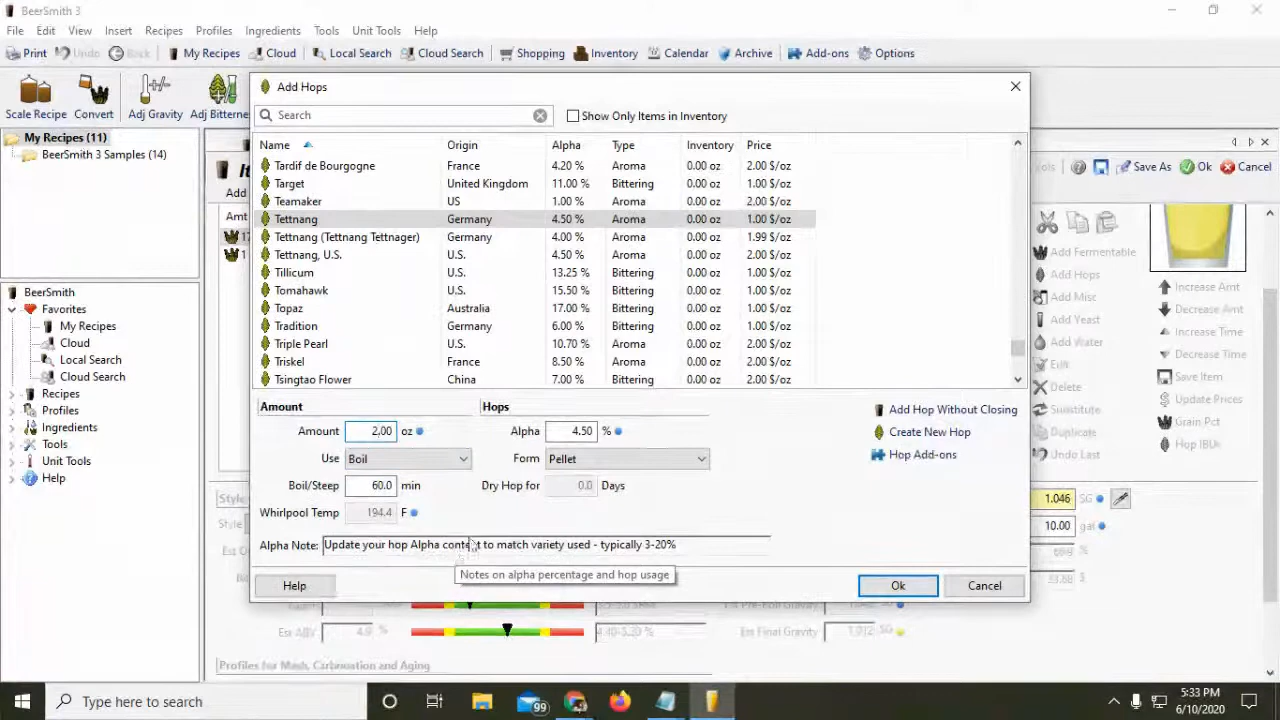 BeerSmith 3
File Edit View Insert Recipes Profiles Ingredients Tools Unit Tools Help
Print Undo Back My Recipes Cloud Local Search Cloud Search Shopping Inventory Calendar Archive Add-ons Options
Scale Recipe Convert Adj Gravity Adj Bitterne
My Recipes (11)
BeerSmith 3 Samples (14)
BeerSmith
Favorites
My Recipes
Cloud
Local Search
Cloud Search
Recipes
Profiles
Ingredients
Tools
Unit Tools
Help
Add
Amt
Add Hops
Search Show Only Items in Inventory
Name Origin Alpha Type Inventory Price
Tardif de Bourgogne France 4.20 % Aroma 0.00 oz 2.00 $/oz
Target United Kingdom 11.00 % Bittering 0.00 oz 1.00 $/oz
Teamaker US 1.00 % Aroma 0.00 oz 2.00 $/oz
Tettnang Germany 4.50 % Aroma 0.00 oz 1.00 $/oz
Tettnang (Tettnang Tettnager) Germany 4.00 % Aroma 0.00 oz 1.99 $/oz
Tettnang, U.S. U.S. 4.50 % Aroma 0.00 oz 2.00 $/oz
Tillicum U.S. 13.25 % Bittering 0.00 oz 1.00 $/oz
Tomahawk U.S. 15.50 % Bittering 0.00 oz 1.00 $/oz
Topaz Australia 17.00 % Bittering 0.00 oz 1.00 $/oz
Tradition Germany 6.00 % Bittering 0.00 oz 1.00 $/oz
Triple Pearl U.S. 10.70 % Aroma 0.00 oz 2.00 $/oz
Triskel France 8.50 % Aroma 0.00 oz 2.00 $/oz
Tsingtao Flower China 7.00 % Bittering 0.00 oz 2.00 $/oz
Amount Hops
Amount 2.00 oz Alpha 4.50 % Add Hop Without Closing
Create New Hop
Use Boil Form Pellet Hop Add-ons
Boil/Steep 60.0 min Dry Hop for 0.0 Days
Whirlpool Temp 194.4 F
Alpha Note: Update your hop Alpha content to match variety used - typically 3-20%
Notes on alpha percentage and hop usage
Help Ok Cancel
Save As Ok Cancel
Add Fermentable
Add Hops
Add Misc
Add Yeast
Add Water
Edit
Delete
Substitute
Duplicate
Undo Last
Increase Amt
Decrease Amt
Increase Time
Decrease Time
Save Item
Update Prices
Grain Pct
Hop IBUs
1.046 SG
10.00 gal
Est ABV
4.40-5.20 %
Est Final Gravity 1.012 SG
Profiles for Mash, Carbonation and Aging
Type here to search
99
5:33 PM
6/10/2020